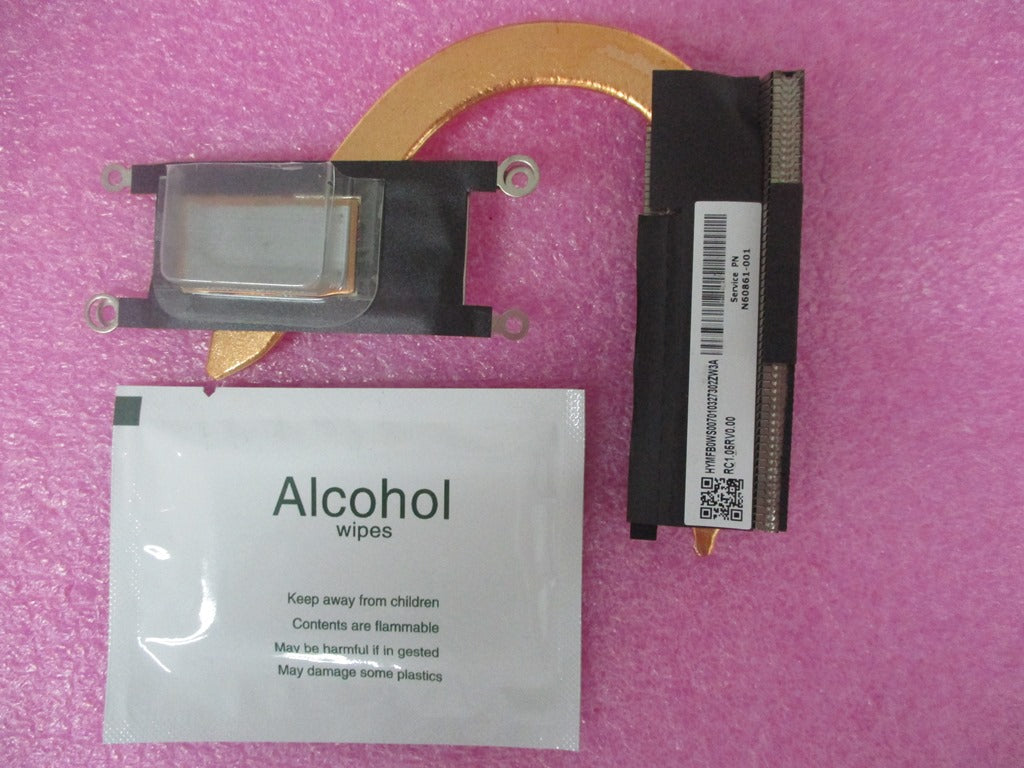 Service PN
N60861-001
HYMFB0WS0070103273022ZW3A
RC1.05RV0.00
Alcohol
wipes
Keep away from children
Contents are flammable
May be harmful if in gested
May damage some plastics